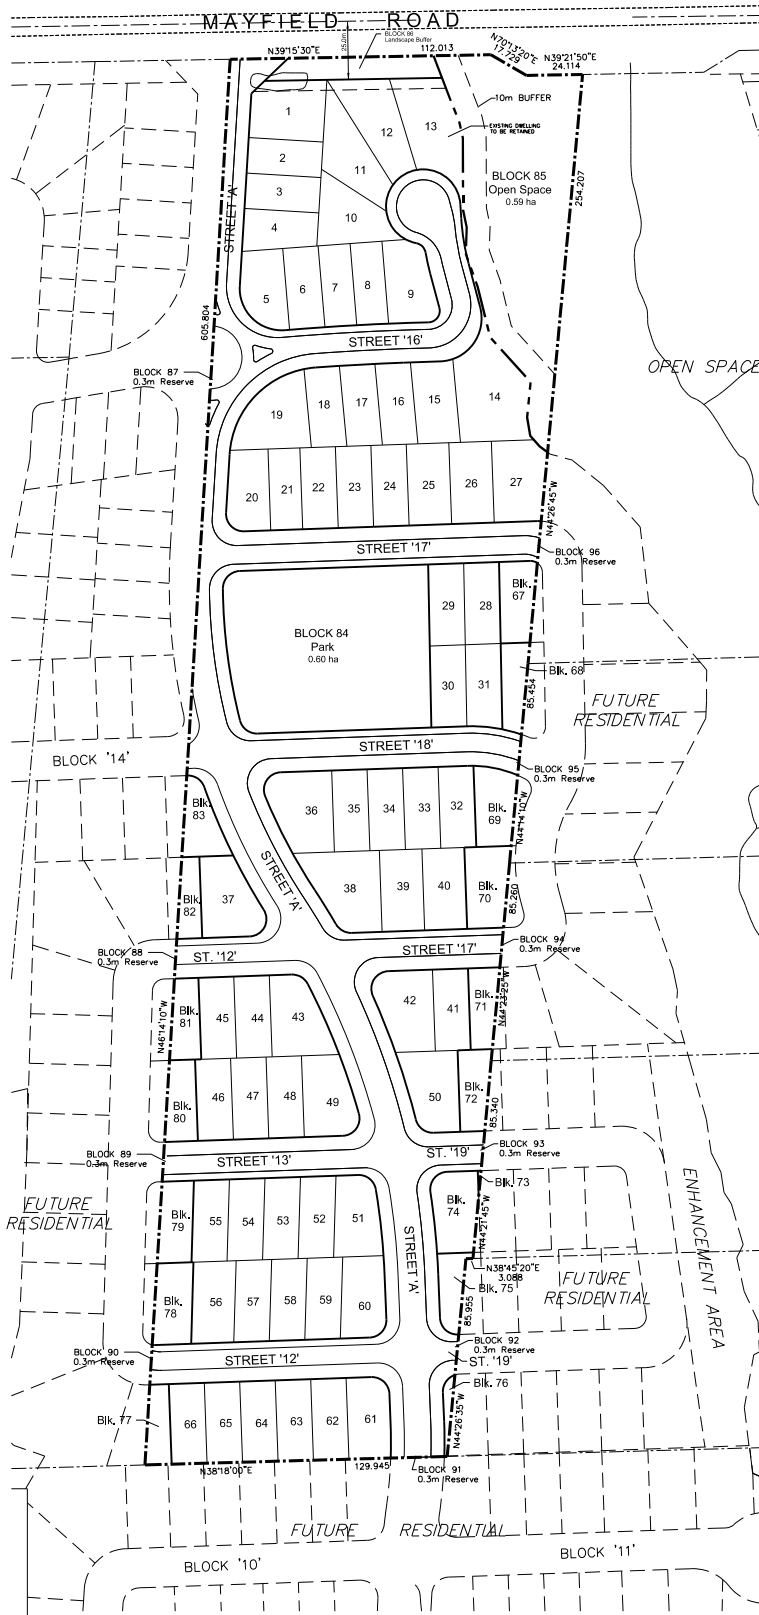 MAYFIELD ROAD
BLOCK 86
Landscape Buffer
25.0m
N39°15'30"E
112.013
N70°13'20"E
17.729
N39°21'50"E
24.114
10m BUFFER
EXISTING DWELLING
TO BE RETAINED
1
2
3
4
5
6
7
8
9
10
11
12
13
BLOCK 85
Open Space
0.59 ha
254.207
STREET 'A'
605.804
STREET '16'
OPEN SPACE
BLOCK 87
0.3m Reserve
19
18
17
16
15
14
20
21
22
23
24
25
26
27
N44°26'45"W
STREET '17'
BLOCK 96
0.3m Reserve
BLOCK 84
Park
0.60 ha
29
28
Blk.
67
30
31
Blk. 68
85.454
FUTURE
RESIDENTIAL
STREET '18'
BLOCK '14'
BLOCK 95
0.3m Reserve
Blk.
83
36
35
34
33
32
Blk.
69
N44°14'10"W
STREET 'A'
Blk.
82
37
38
39
40
Blk.
70
85.260
BLOCK 88
0.3m Reserve
ST. '12'
STREET '17'
BLOCK 94
0.3m Reserve
N46°14'10"W
Blk.
81
45
44
43
42
41
Blk.
71
N44°23'25"W
Blk.
80
46
47
48
49
50
Blk.
72
85.340
BLOCK 89
0.3m Reserve
STREET '13'
ST. '19'
BLOCK 93
0.3m Reserve
FUTURE
RESIDENTIAL
Blk.
79
55
54
53
52
51
STREET 'A'
Blk.
74
Blk. 73
N44°21'45"W
ENHANCEMENT AREA
N38°45'20"E
3.088
Blk. 75
FUTURE
RESIDENTIAL
85.955
Blk.
78
56
57
58
59
60
BLOCK 90
0.3m Reserve
STREET '12'
BLOCK 92
0.3m Reserve
ST. '19'
Blk. 76
N44°26'35"W
Blk. 77
66
65
64
63
62
61
N38°18'00"E
129.945
BLOCK 91
0.3m Reserve
FUTURE RESIDENTIAL
BLOCK '10'
BLOCK '11'